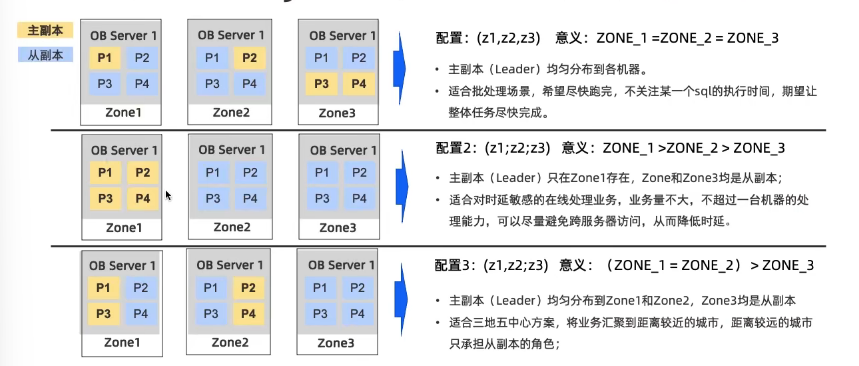 主副本
从副本
OB Server 1 OB Server 1 OB Server 1
P1 P2 P1 P2 P1 P2
P3 P4 P3 P4 P3 P4
Zone1 Zone2 Zone3
配置：(z1,z2,z3) 意义：ZONE_1 =ZONE_2 = ZONE_3
• 主副本（Leader）均匀分布到各机器。
• 适合批处理场景，希望尽快跑完，不关注某一个sql的执行时间，期望让
整体任务尽快完成。
OB Server 1 OB Server 1 OB Server 1
P1 P2 P1 P2 P1 P2
P3 P4 P3 P4 P3 P4
Zone1 Zone2 Zone3
配置2：(z1;z2;z3) 意义：ZONE_1 >ZONE_2 > ZONE_3
• 主副本（Leader）只在Zone1存在，Zone和Zone3均是从副本；
• 适合对时延敏感的在线处理业务，业务量不大，不超过一台机器的处
理能力，可以尽量避免跨服务器访问，从而降低时延。
OB Server 1 OB Server 1 OB Server 1
P1 P2 P1 P2 P1 P2
P3 P4 P3 P4 P3 P4
Zone1 Zone2 Zone3
配置3：(z1,z2;z3) 意义：（ZONE_1 = ZONE_2）> ZONE_3
• 主副本（Leader）均匀分布到Zone1和Zone2，Zone3均是从副本
• 适合三地五中心方案，将业务汇聚到距离较近的城市，距离较远的城市
只承担从副本的角色；